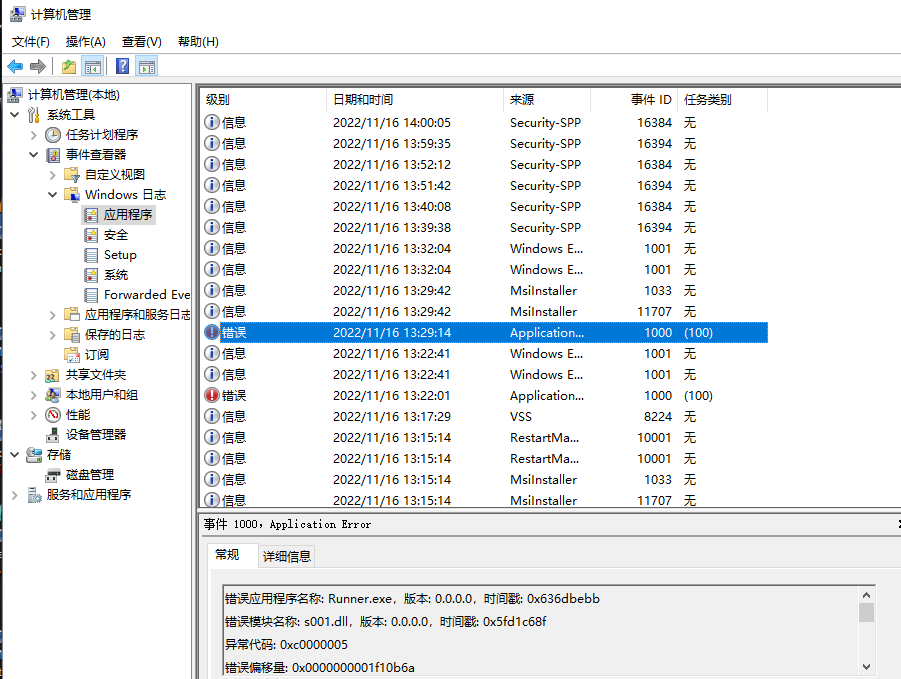 计算机管理
文件(F) 操作(A) 查看(V) 帮助(H)
计算机管理(本地)
系统工具
任务计划程序
事件查看器
自定义视图
Windows 日志
应用程序
安全
Setup
系统
Forwarded Eve
应用程序和服务日志
保存的日志
订阅
共享文件夹
本地用户和组
性能
设备管理器
存储
磁盘管理
服务和应用程序
级别 日期和时间 来源 事件 ID 任务类别
信息 2022/11/16 14:00:05 Security-SPP 16384 无
信息 2022/11/16 13:59:35 Security-SPP 16394 无
信息 2022/11/16 13:52:12 Security-SPP 16384 无
信息 2022/11/16 13:51:42 Security-SPP 16394 无
信息 2022/11/16 13:40:08 Security-SPP 16384 无
信息 2022/11/16 13:39:38 Security-SPP 16394 无
信息 2022/11/16 13:32:04 Windows E... 1001 无
信息 2022/11/16 13:32:04 Windows E... 1001 无
信息 2022/11/16 13:29:42 MsiInstaller 1033 无
信息 2022/11/16 13:29:42 MsiInstaller 11707 无
错误 2022/11/16 13:29:14 Application... 1000 (100)
信息 2022/11/16 13:22:41 Windows E... 1001 无
信息 2022/11/16 13:22:41 Windows E... 1001 无
错误 2022/11/16 13:22:01 Application... 1000 (100)
信息 2022/11/16 13:17:29 VSS 8224 无
信息 2022/11/16 13:15:14 RestartMa... 10001 无
信息 2022/11/16 13:15:14 RestartMa... 10001 无
信息 2022/11/16 13:15:14 MsiInstaller 1033 无
信息 2022/11/16 13:15:14 MsiInstaller 11707 无
事件 1000，Application Error
常规 详细信息
错误应用程序名称: Runner.exe，版本: 0.0.0.0，时间戳: 0x636dbebb
错误模块名称: s001.dll，版本: 0.0.0.0，时间戳: 0x5fd1c68f
异常代码: 0xc0000005
错误偏移量: 0x0000000001f10b6a